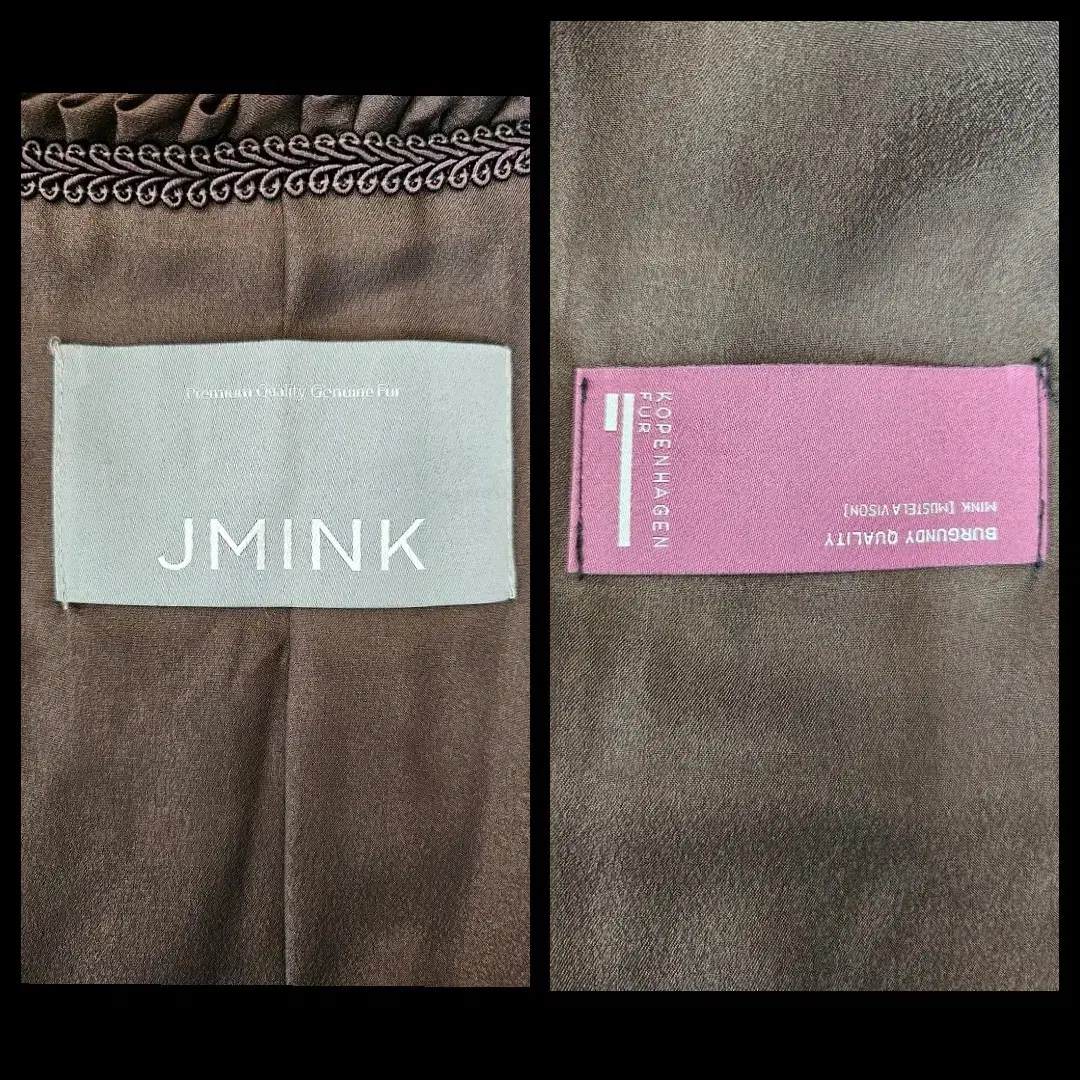 Premium Quality Genuine Fur
JMINK
KOPENHAGEN
FUR
BURGUNDY QUALITY
MINK [MUSTELA VISON]